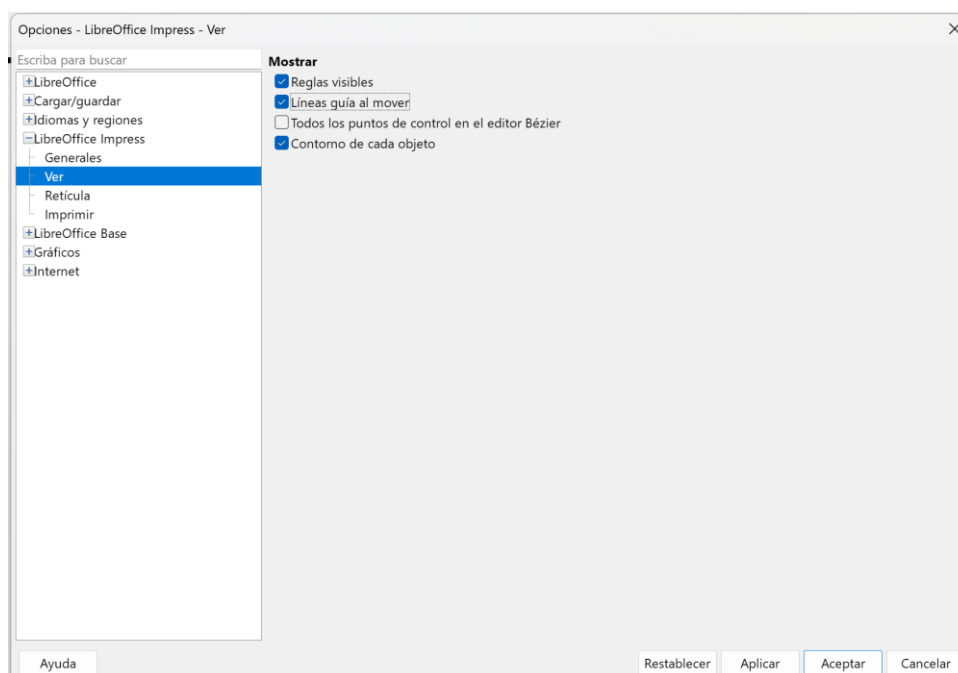 Opciones - LibreOffice Impress - Ver
Escriba para buscar
LibreOffice
Cargar/guardar
Idiomas y regiones
LibreOffice Impress
Generales
Ver
Retícula
Imprimir
LibreOffice Base
Gráficos
Internet
Mostrar
Reglas visibles
Líneas guía al mover
Todos los puntos de control en el editor Bézier
Contorno de cada objeto
Ayuda
Restablecer
Aplicar
Aceptar
Cancelar